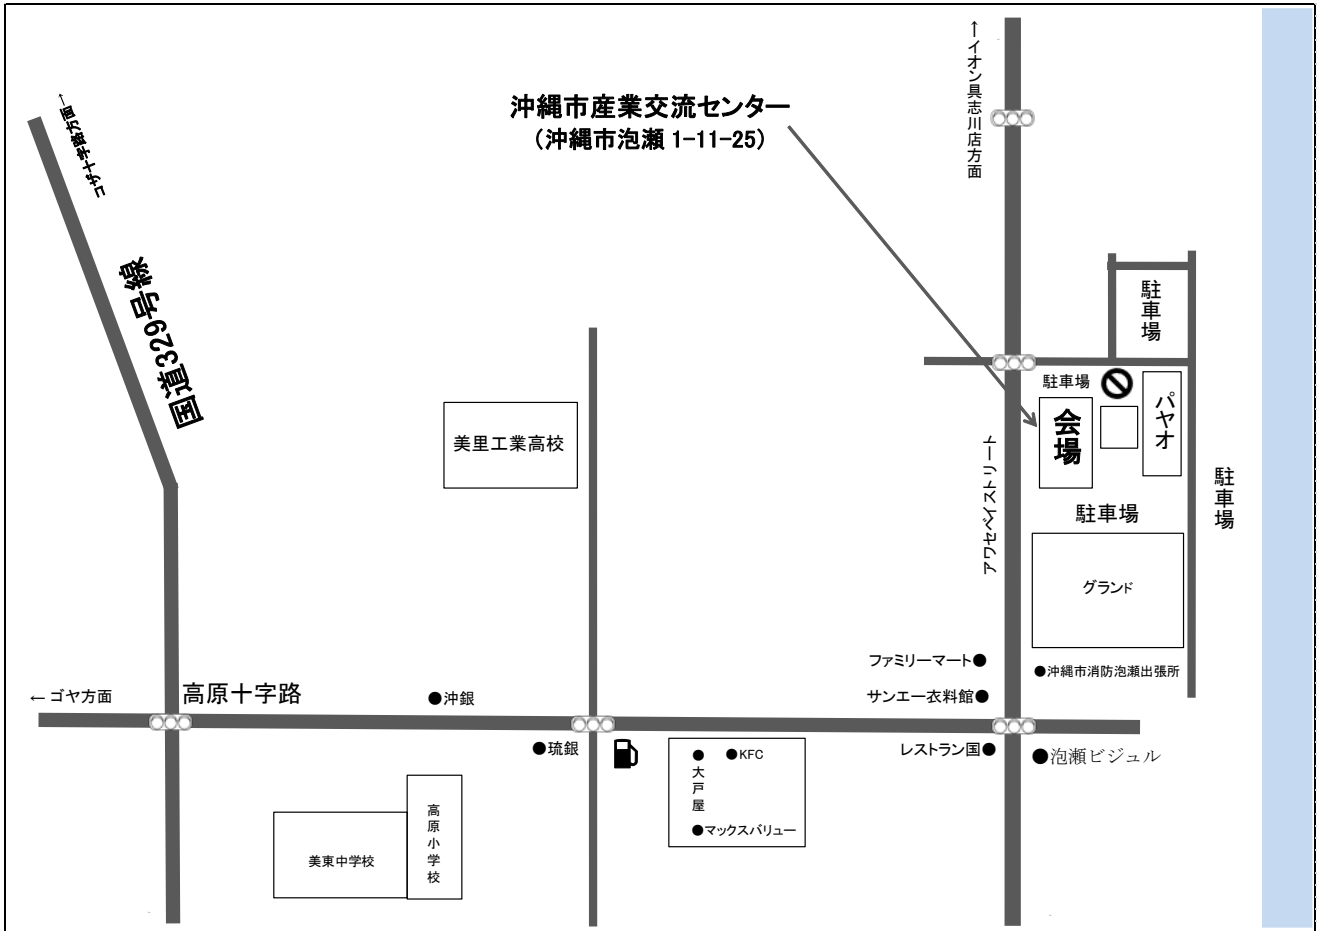 ↑イオン具志川店方面
コザ十字路方面→
沖縄市産業交流センター
（沖縄市泡瀬 1-11-25）
国道329号線
駐車場
駐車場
会場
パヤオ
美里工業高校
アワセベイストリート
駐車場
駐車場
グランド
ファミリーマート●
●沖縄市消防泡瀬出張所
← ゴヤ方面
高原十字路
●沖銀
サンエー衣料館●
●琉銀
●大戸屋
●KFC
レストラン国●
●泡瀬ビジュル
●マックスバリュー
高原小学校
美東中学校